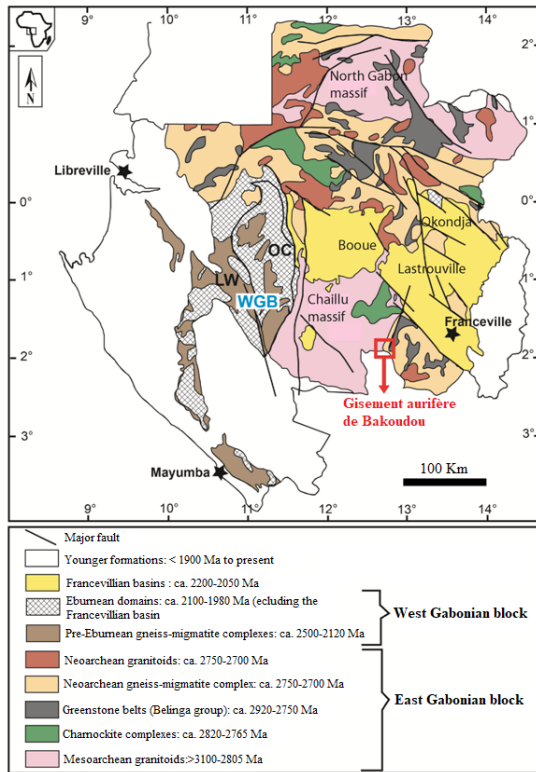 9° 10° 11° 12° 13° 14°
2°
North Gabon
massif
N
1°
Libreville
0°
0°
Okondja
Booue
OC
Lastrouville
LW
1°
1°
WGB
Chaillu
massif
Franceville
2°
2°
Gisement aurifère
de Bakoudou
3°
3°
Mayumba
100 Km
9° 10° 11° 12° 13° 14°
Major fault
Younger formations: < 1900 Ma to present
Francevillian basins : ca. 2200-2050 Ma
Eburnean domains: ca. 2100-1980 Ma (ecluding the
Francevillian basin
West Gabonian block
Pre-Eburnean gneiss-migmatite complexes: ca. 2500-2120 Ma
Neoarchean granitoids: ca. 2750-2700 Ma
Neoarchean gneiss-migmatite complex: ca. 2750-2700 Ma
Greenstone belts (Belinga group): ca. 2920-2750 Ma
East Gabonian block
Charnockite complexes: ca. 2820-2765 Ma
Mesoarchean granitoids:>3100-2805 Ma